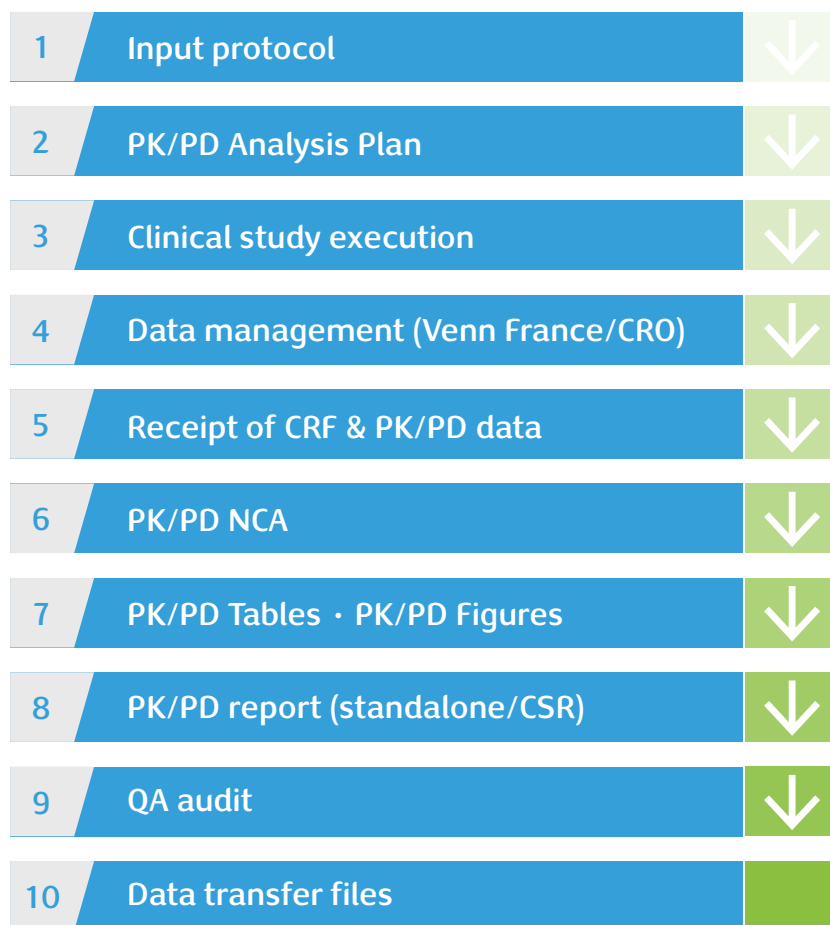 1 Input protocol
2 PK/PD Analysis Plan
3 Clinical study execution
4 Data management (Venn France/CRO)
5 Receipt of CRF & PK/PD data
6 PK/PD NCA
7 PK/PD Tables · PK/PD Figures
8 PK/PD report (standalone/CSR)
9 QA audit
10 Data transfer files